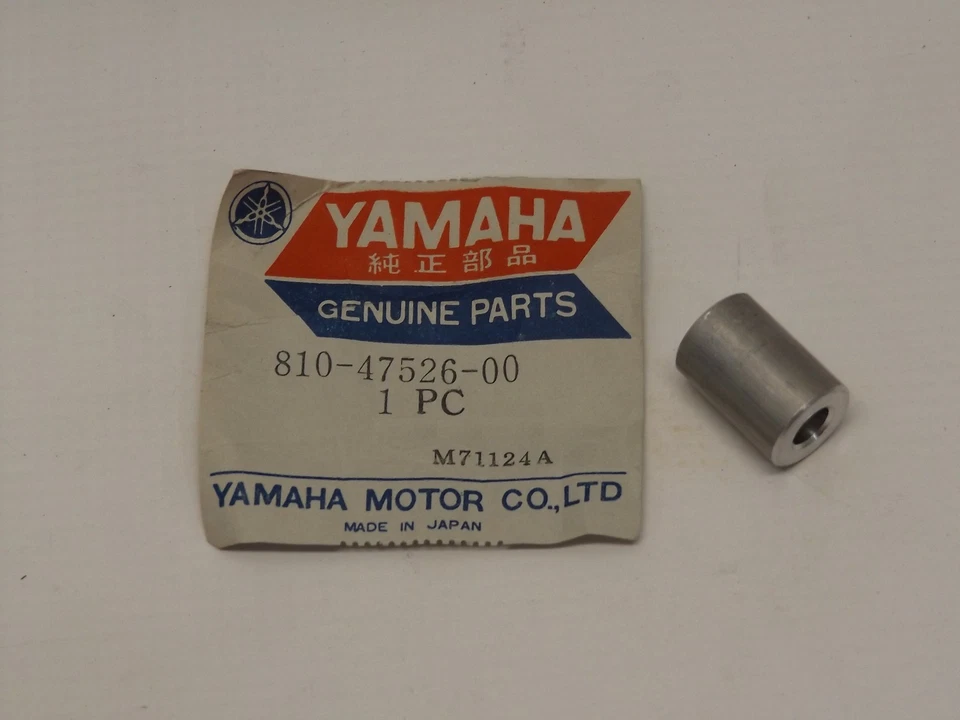 YAMAHA
純正部品
GENUINE PARTS
810-47526-00
1 PC
M71124A
YAMAHA MOTOR CO.,LTD
MADE IN JAPAN